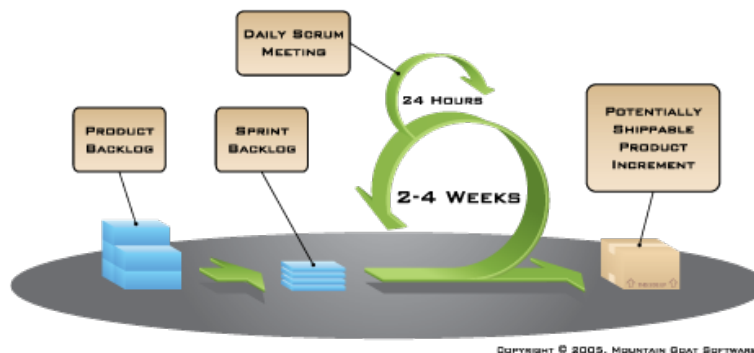 DAILY SCRUM
MEETING
24 HOURS
PRODUCT
BACKLOG
SPRINT
BACKLOG
POTENTIALLY
SHIPPABLE
PRODUCT
INCREMENT
2-4 WEEKS
COPYRIGHT © 2005, MOUNTAIN GOAT SOFTWARE